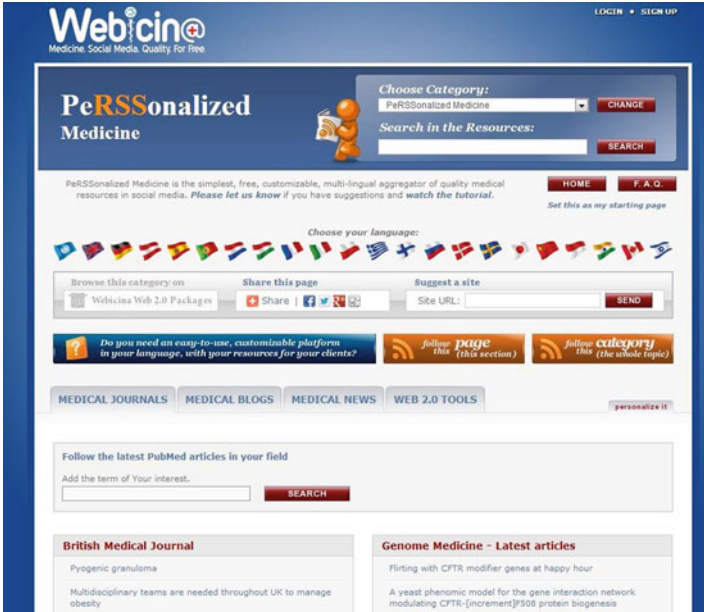 Webicin@
Medicine. Social Media. Quality. For Free.
LOGIN • SIGN UP
PeRSSonalized
Medicine
Choose Category:
PeRSSonalized Medicine
CHANGE
Search in the Resources:
SEARCH
PeRSSonalized Medicine is the simplest, free, customizable, multi-lingual aggregator of quality medical
resources in social media. Please let us know if you have suggestions and watch the tutorial.
HOME
F.A.Q.
Set this as my starting page
Choose your language:
Browse this category on
Webicina Web 2.0 Packages
Share this page
Share |
Suggest a site
Site URL:
SEND
Do you need an easy-to-use, customizable platform
in your language, with your resources for your clients?
follow page
this (this section)
follow category
this (the whole topic)
MEDICAL JOURNALS
MEDICAL BLOGS
MEDICAL NEWS
WEB 2.0 TOOLS
personalize it
Follow the latest PubMed articles in your field
Add the term of Your interest.
SEARCH
British Medical Journal
Pyogenic granuloma
Multidisciplinary teams are needed throughout UK to manage
obesity
Genome Medicine - Latest articles
Flirting with CFTR modifier genes at happy hour
A yeast phenomic model for the gene interaction network
modulating CFTR-[increment]F508 protein biogenesis